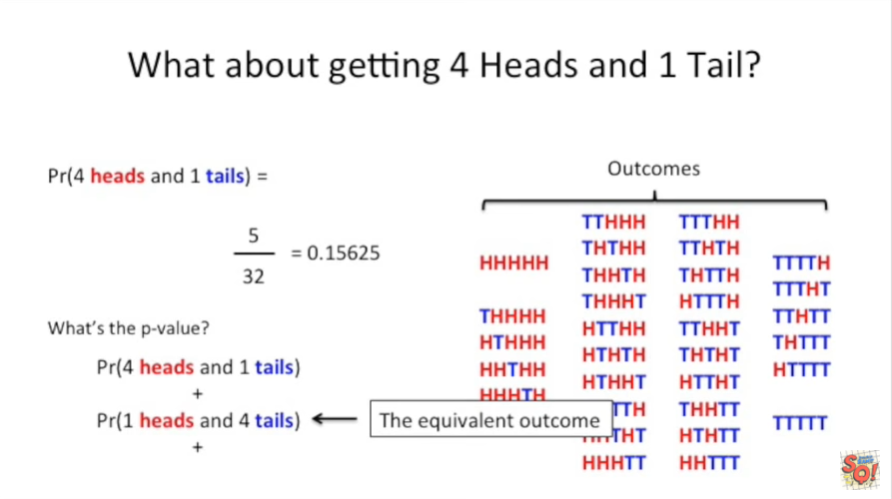 What about getting 4 Heads and 1 Tail?
Pr(4 heads and 1 tails) =
5
32
= 0.15625
What's the p-value?
Pr(4 heads and 1 tails)
+
Pr(1 heads and 4 tails)
+
The equivalent outcome
Outcomes
HHHHH
THHHH
HTHHH
HHTHH
HHHTH
TTHHH
THTHH
THHTH
THHHT
HTTHH
HTHTH
HTHHT
TTH
THT
HHHTT
TTTHH
TTHTH
THTTH
HTTTH
TTHHT
THTHT
HTTHT
THHTT
HTHTT
HHTTT
TTTTH
TTTHT
TTHTT
THTTT
HTTTT
TTTTT
SQ!